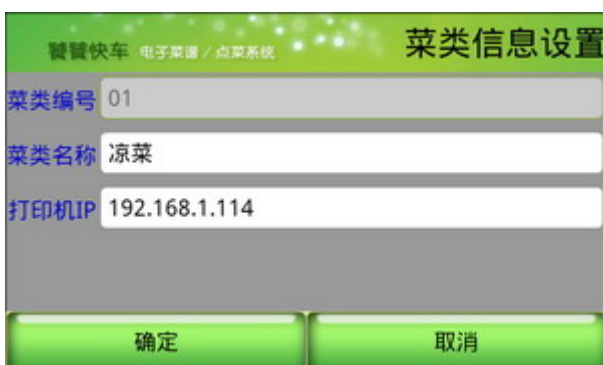 饕餮快车 电子菜谱/点菜系统 菜类信息设置
菜类编号 01
菜类名称 凉菜
打印机IP 192.168.1.114
确定 取消